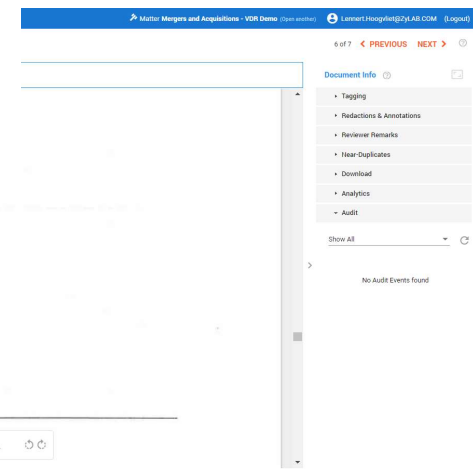 Matter Mergers and Acquisitions - VDR Demo (Open another) Lennert.Hoogvliet@ZyLAB.COM (Logout)
6 of 7 PREVIOUS NEXT
Document Info
Tagging
Redactions & Annotations
Reviewer Remarks
Near-Duplicates
Download
Analytics
Audit
Show All
No Audit Events found